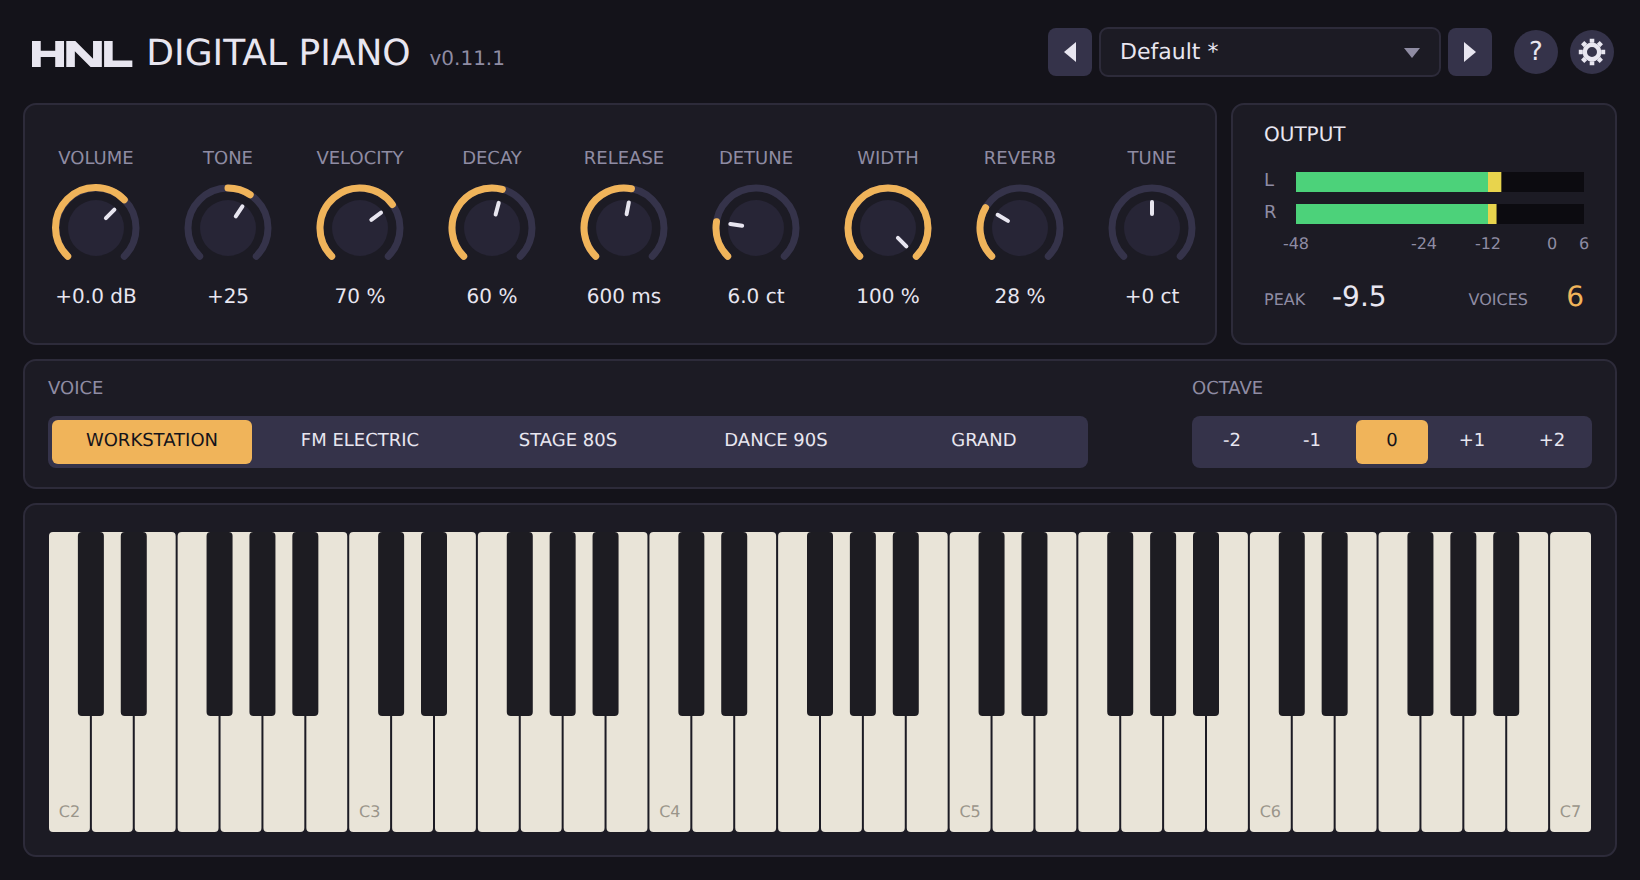 HNL DIGITAL PIANO v0.11.1
Default *
?
VOLUME TONE VELOCITY DECAY RELEASE DETUNE WIDTH REVERB TUNE
+0.0 dB +25 70 % 60 % 600 ms 6.0 ct 100 % 28 % +0 ct
OUTPUT
L
R
-48 -24 -12 0 6
PEAK -9.5 VOICES 6
VOICE
WORKSTATION FM ELECTRIC STAGE 80S DANCE 90S GRAND
OCTAVE
-2 -1 0 +1 +2
C2 C3 C4 C5 C6 C7